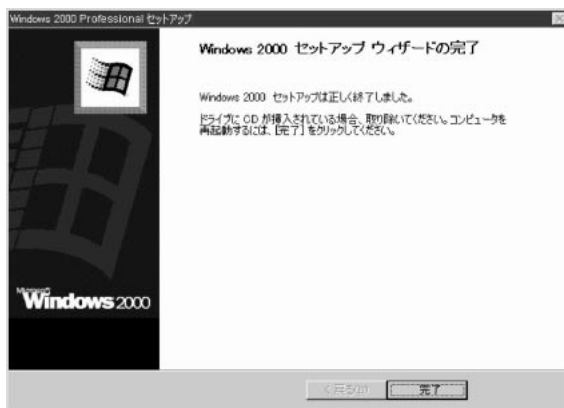 Windows 2000 Professional セットアップ
Windows 2000 セットアップ ウィザードの完了
Windows 2000 セットアップは正しく終了しました。
ドライブに CD が挿入されている場合、取り除いてください。コンピュータを
再起動するには、[完了] をクリックしてください。
Microsoft
Windows 2000
< 戻る(B)
完了